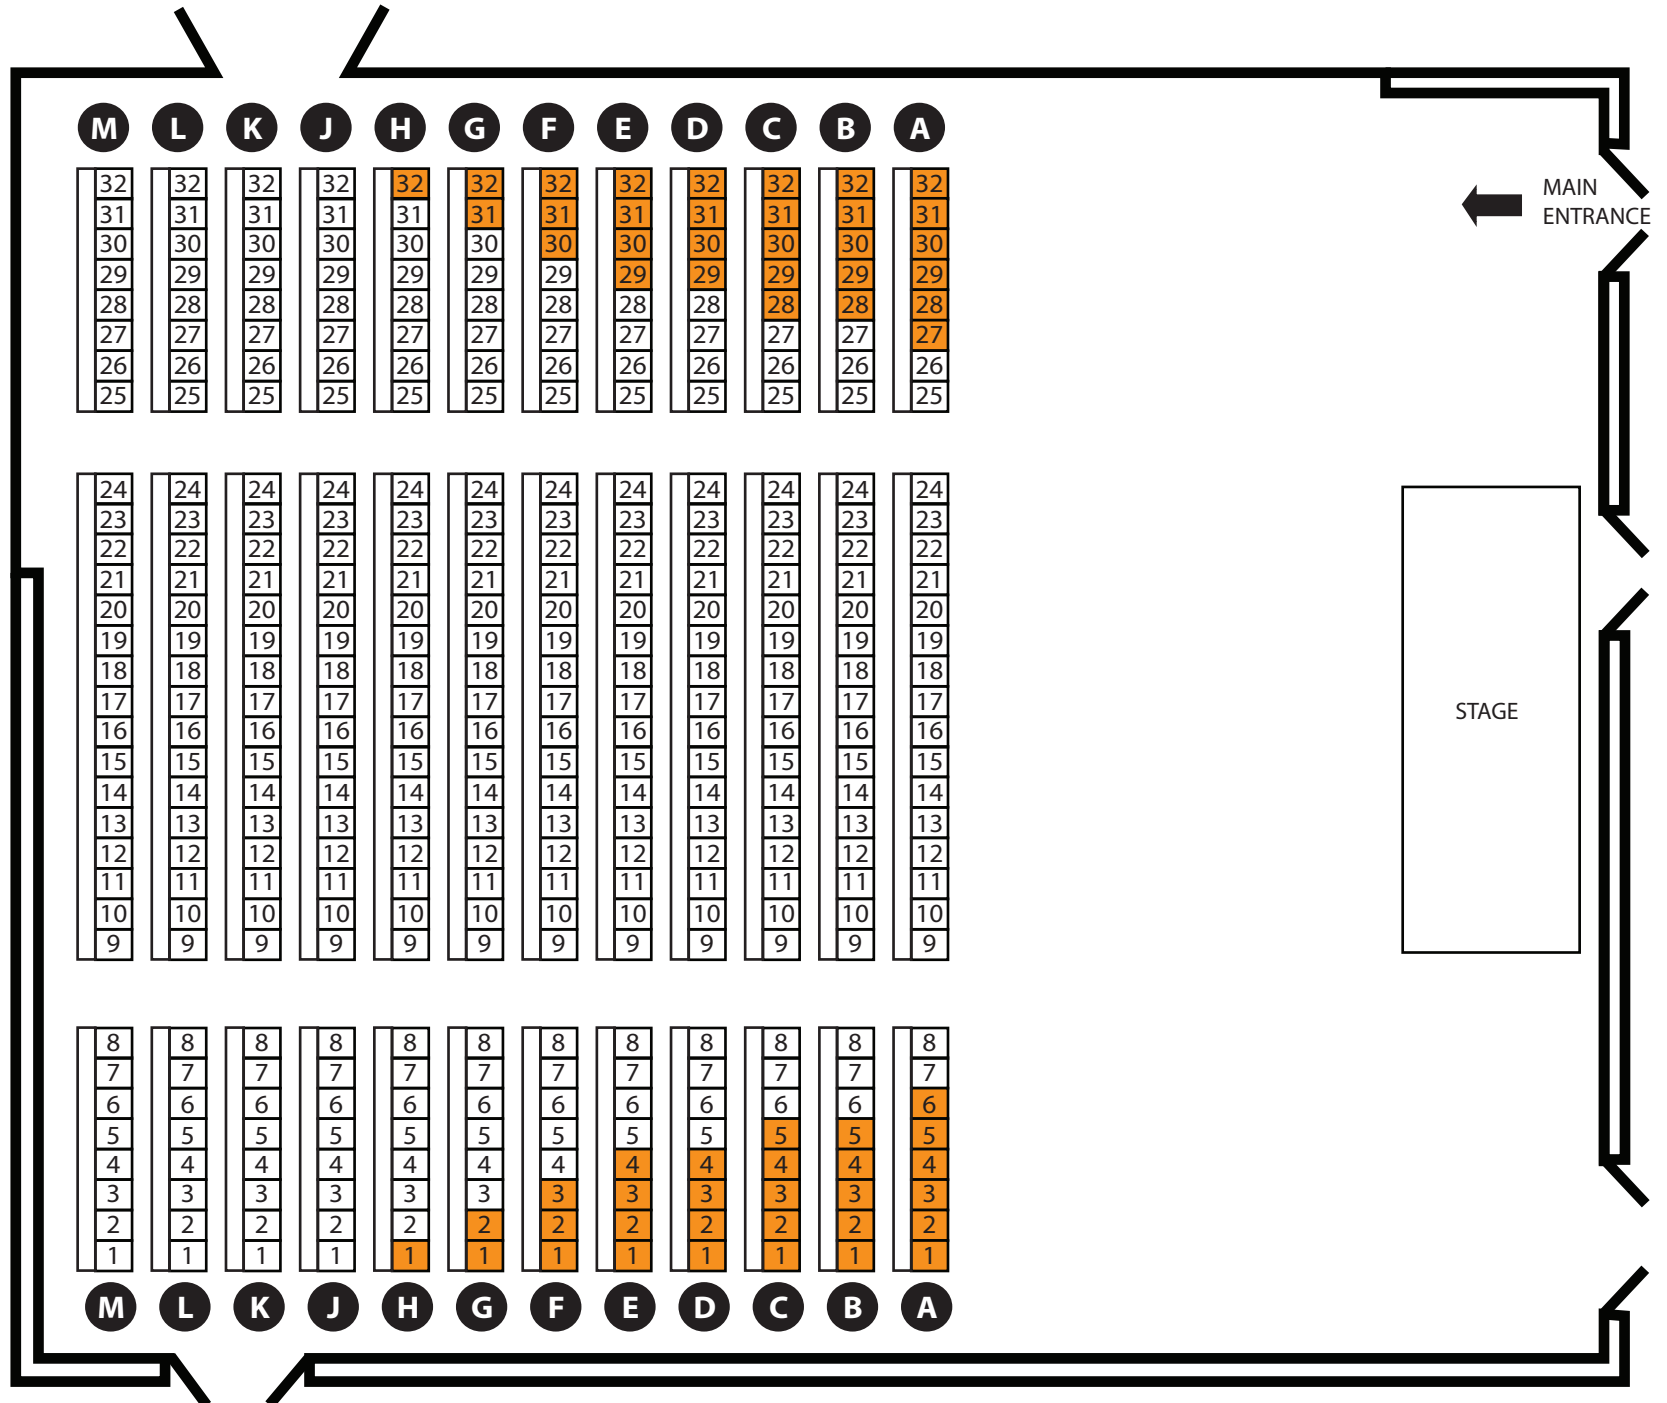 M L K J H G F E D C B A
32 32 32 32 32 32 32 32 32 32 32 32
MAIN
ENTRANCE
31 31 31 31 31 31 31 31 31 31 31 31
30 30 30 30 30 30 30 30 30 30 30 30
29 29 29 29 29 29 29 29 29 29 29 29
28 28 28 28 28 28 28 28 28 28 28 28
27 27 27 27 27 27 27 27 27 27 27 27
26 26 26 26 26 26 26 26 26 26 26 26
25 25 25 25 25 25 25 25 25 25 25 25
24 24 24 24 24 24 24 24 24 24 24 24
23 23 23 23 23 23 23 23 23 23 23 23
22 22 22 22 22 22 22 22 22 22 22 22
21 21 21 21 21 21 21 21 21 21 21 21
20 20 20 20 20 20 20 20 20 20 20 20
19 19 19 19 19 19 19 19 19 19 19 19
18 18 18 18 18 18 18 18 18 18 18 18
17 17 17 17 17 17 17 17 17 17 17 17
STAGE
16 16 16 16 16 16 16 16 16 16 16 16
15 15 15 15 15 15 15 15 15 15 15 15
14 14 14 14 14 14 14 14 14 14 14 14
13 13 13 13 13 13 13 13 13 13 13 13
12 12 12 12 12 12 12 12 12 12 12 12
11 11 11 11 11 11 11 11 11 11 11 11
10 10 10 10 10 10 10 10 10 10 10 10
9 9 9 9 9 9 9 9 9 9 9 9
8 8 8 8 8 8 8 8 8 8 8 8
7 7 7 7 7 7 7 7 7 7 7 7
6 6 6 6 6 6 6 6 6 6 6 6
5 5 5 5 5 5 5 5 5 5 5 5
4 4 4 4 4 4 4 4 4 4 4 4
3 3 3 3 3 3 3 3 3 3 3 3
2 2 2 2 2 2 2 2 2 2 2 2
1 1 1 1 1 1 1 1 1 1 1 1
M L K J H G F E D C B A